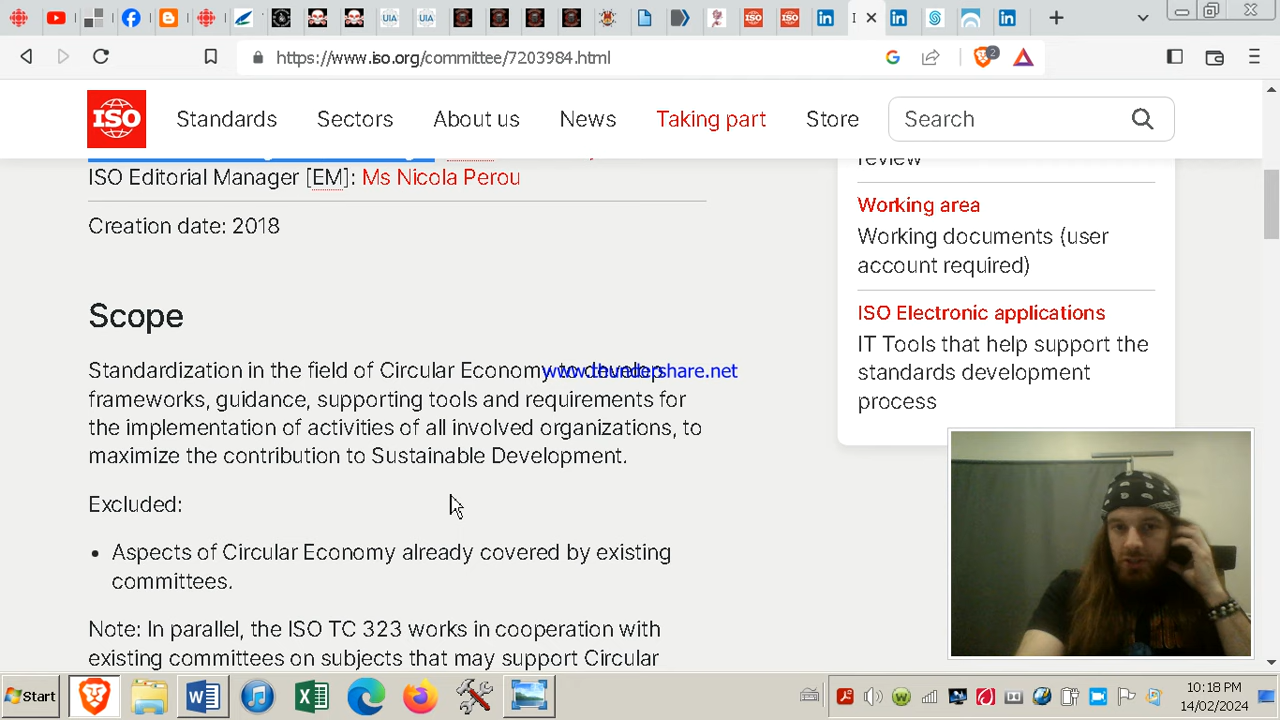 https://www.iso.org/committee/7203984.html
2
ISO
Standards
Sectors
About us
News
Taking part
Store
Search
ISO Editorial Manager [EM]: Ms Nicola Perou
Creation date: 2018
Scope
Standardization in the field of Circular Economy to develop
www.thundershare.net
frameworks, guidance, supporting tools and requirements for
the implementation of activities of all involved organizations, to
maximize the contribution to Sustainable Development.
Excluded:
• Aspects of Circular Economy already covered by existing
committees.
Note: In parallel, the ISO TC 323 works in cooperation with
existing committees on subjects that may support Circular
review
Working area
Working documents (user
account required)
ISO Electronic applications
IT Tools that help support the
standards development
process
Start
10:18 PM
14/02/2024